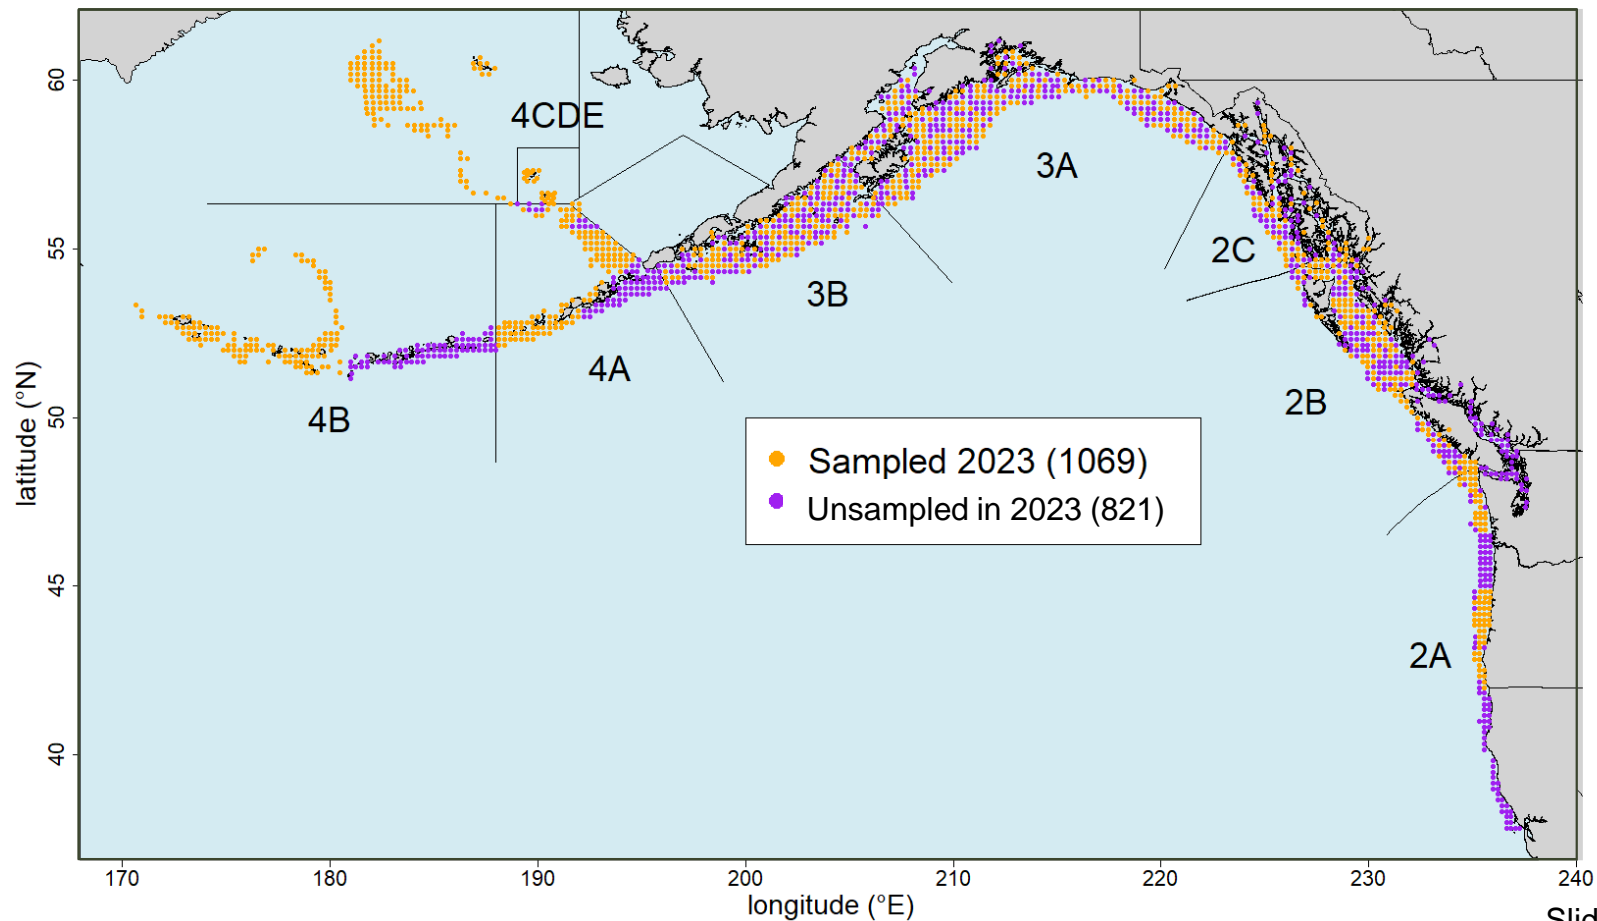 60
55
50
45
40
latitude (°N)
4CDE
3A
2C
3B
4A
2B
4B
2A
Sampled 2023 (1069)
Unsampled in 2023 (821)
170
180
190
200
210
220
230
240
longitude (°E)
Slid